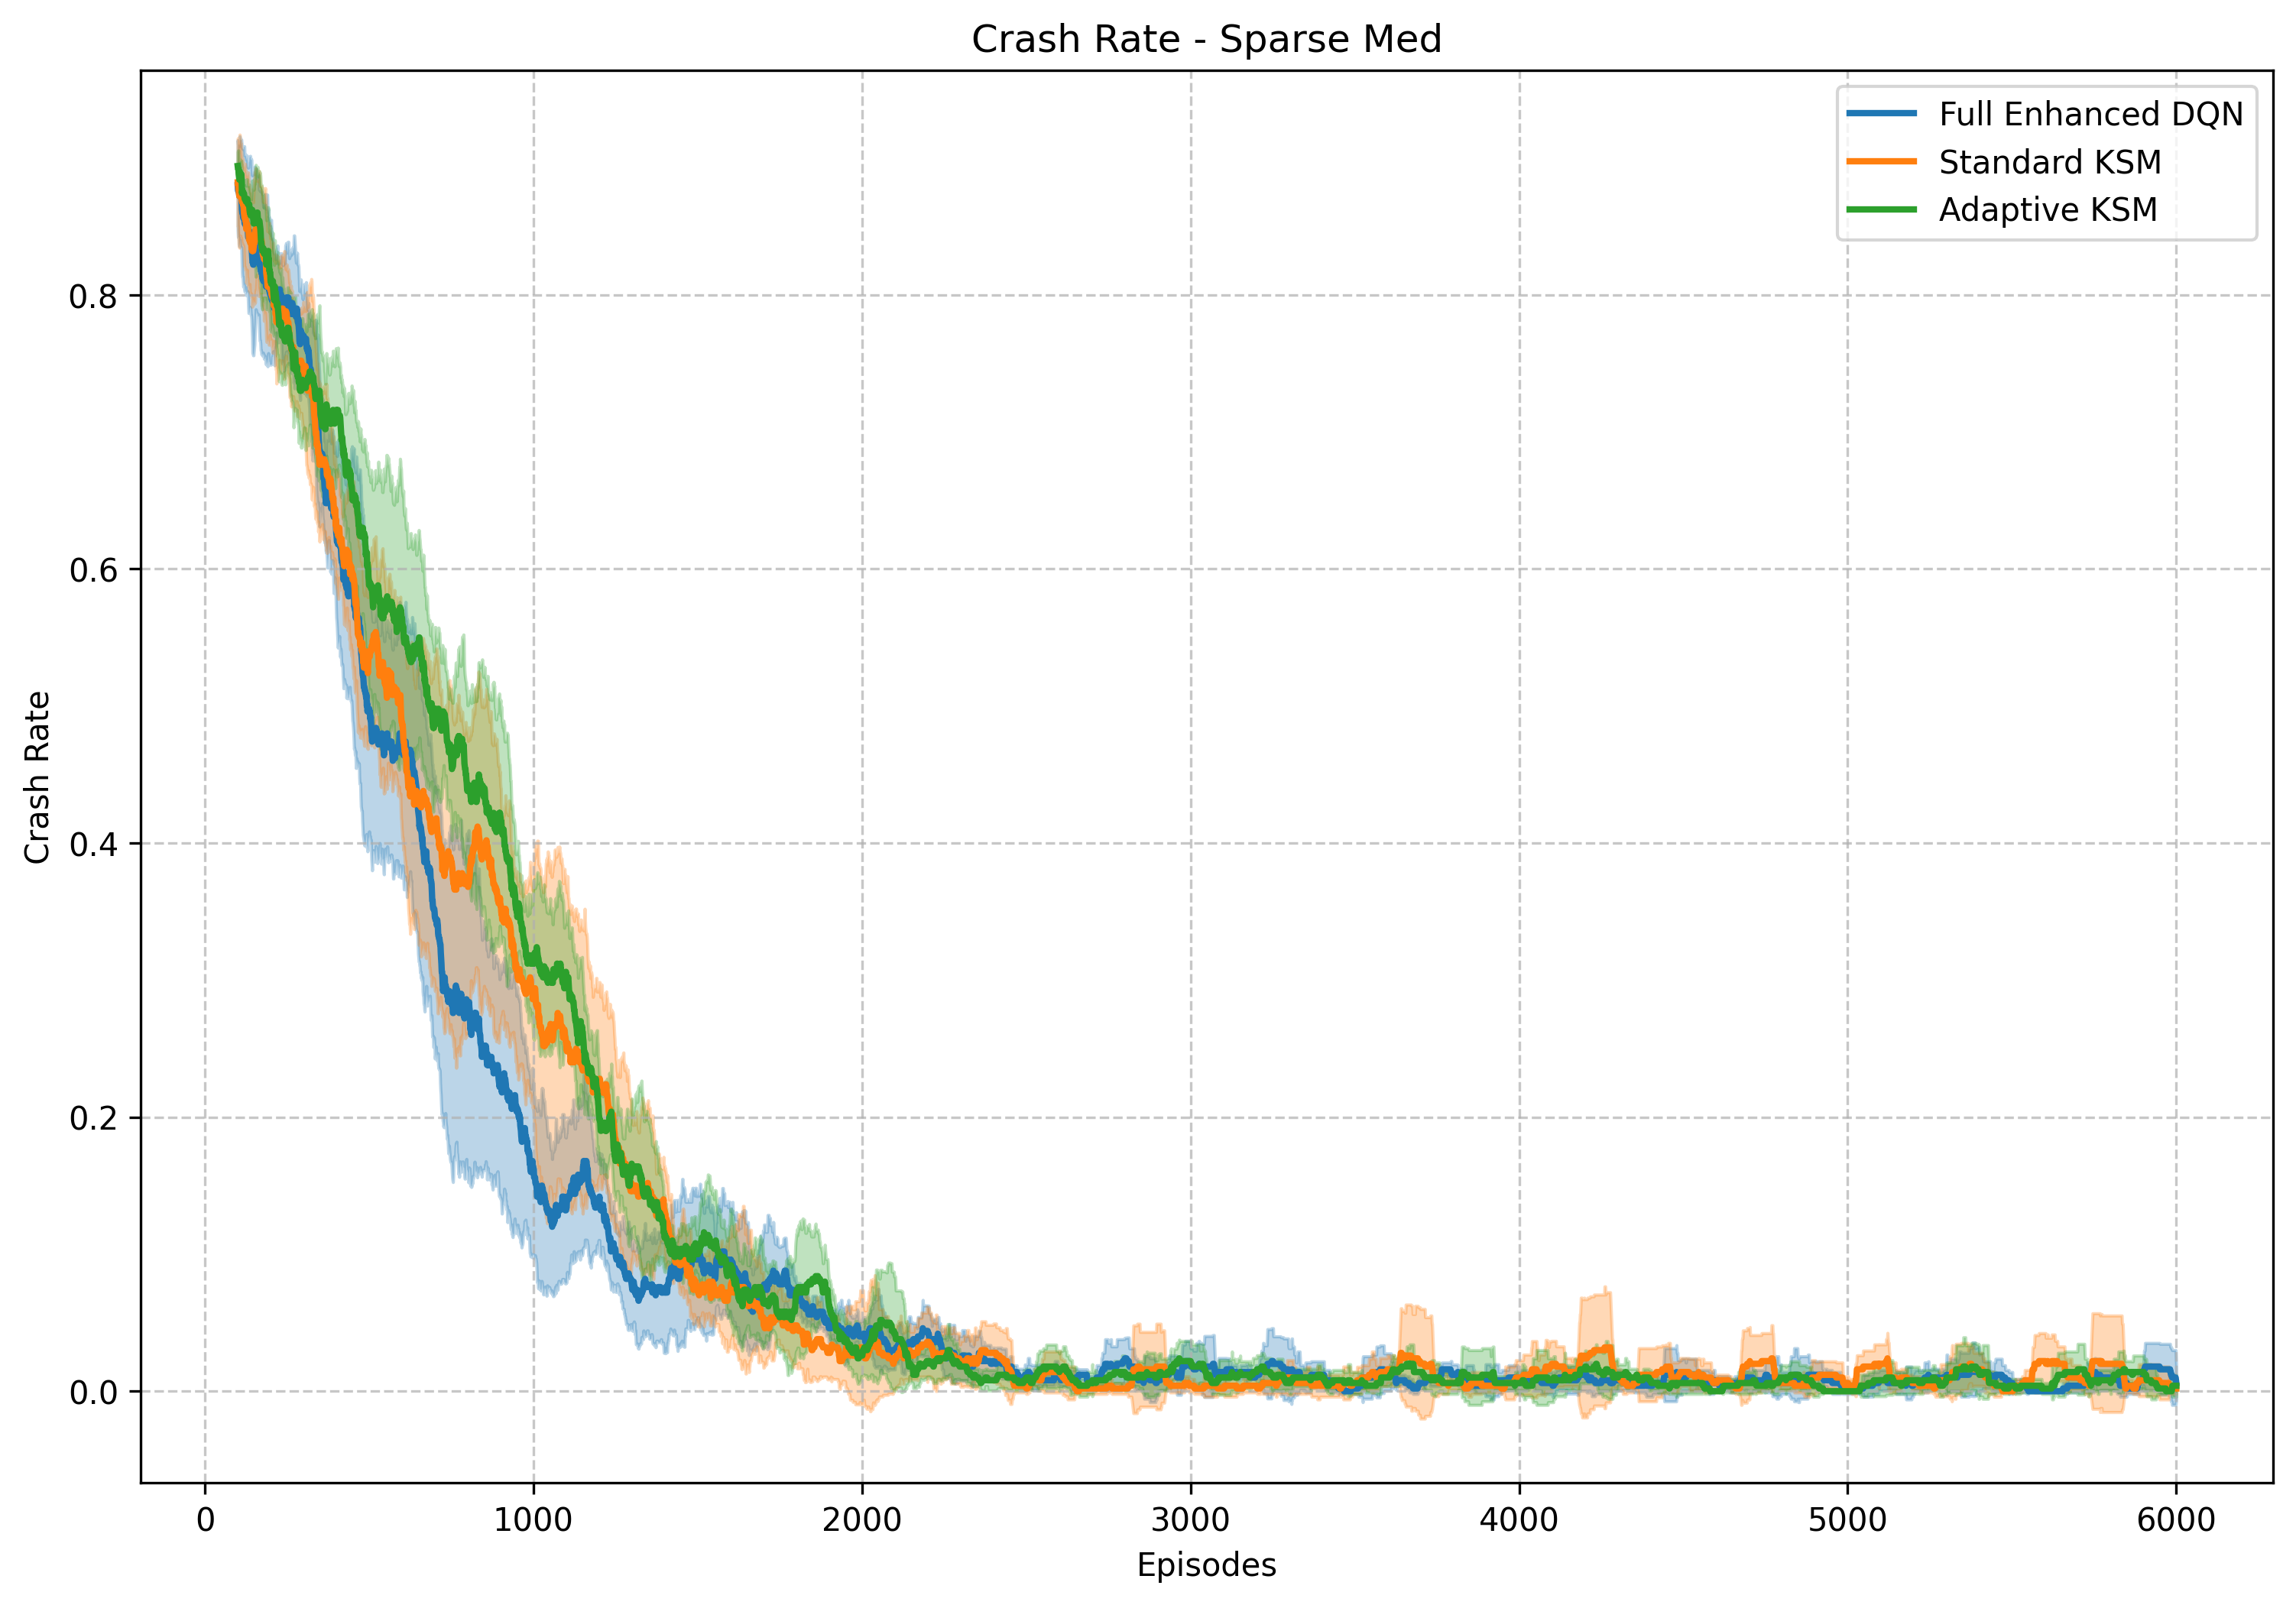 Crash Rate - Sparse Med
Full Enhanced DQN
Standard KSM
Adaptive KSM
Crash Rate
0.8
0.6
0.4
0.2
0.0
0
1000
2000
3000
4000
5000
6000
Episodes